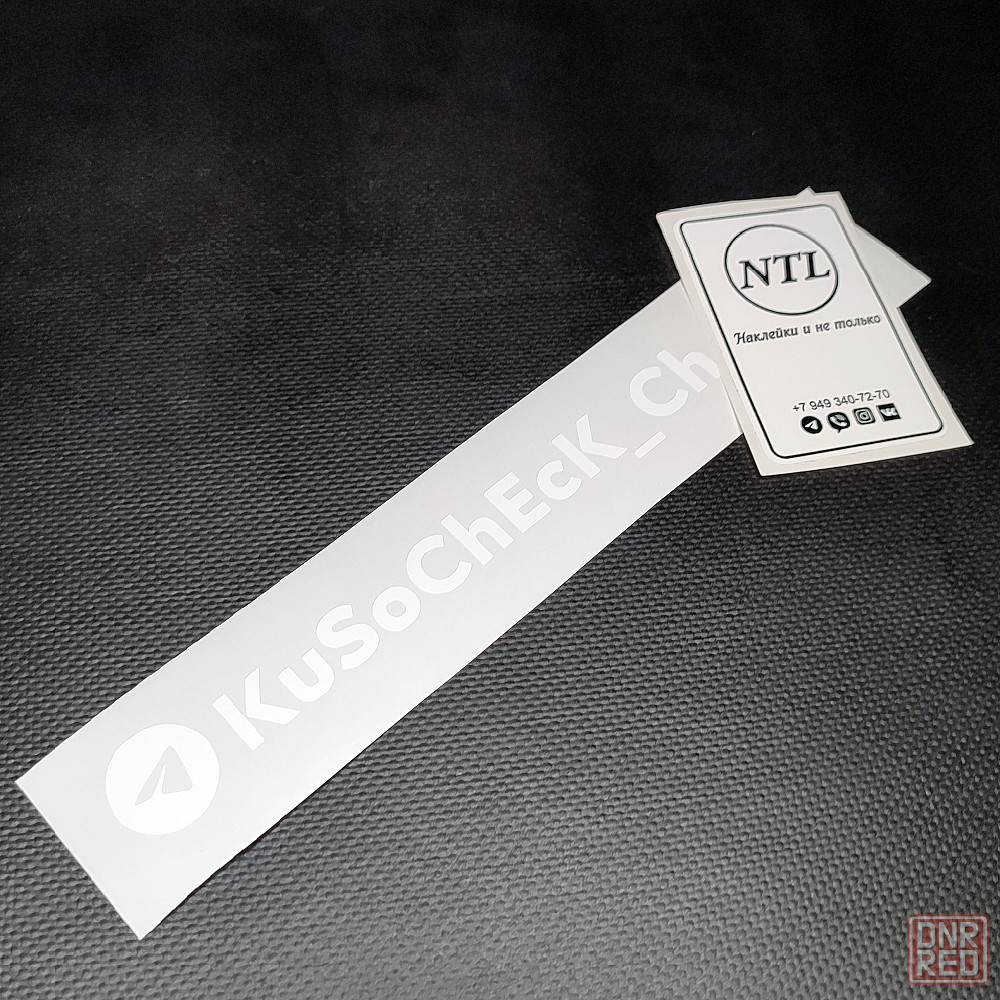 NTL
Наклейки и не только
+7 949 340-72-70
KuSoChEcK_Ch
DNR
RED